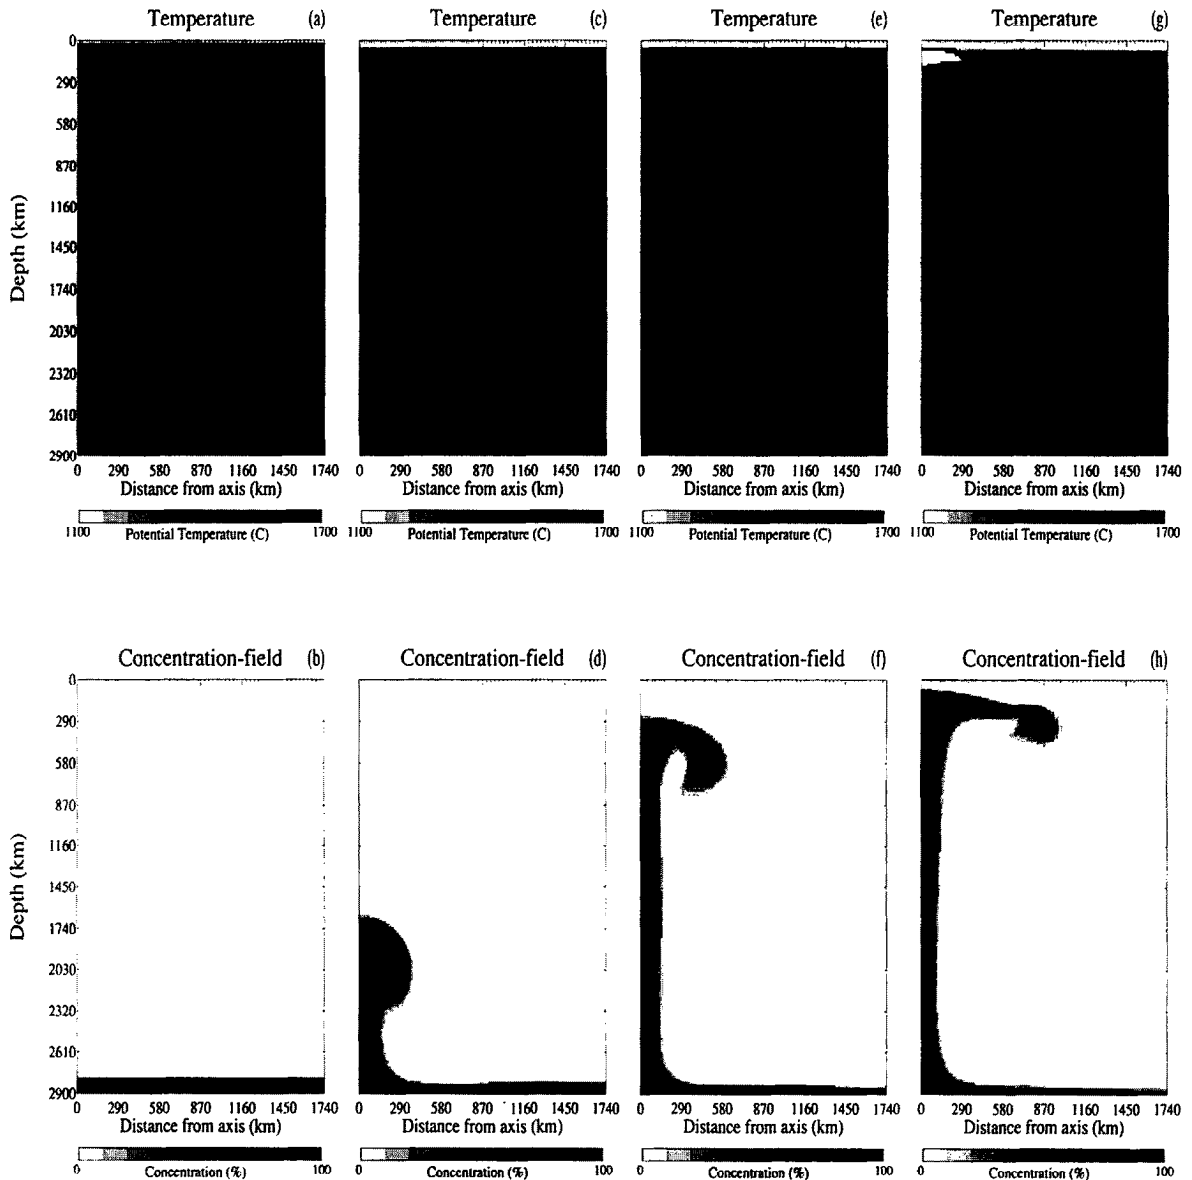 Temperature (a) Temperature (c) Temperature (e) Temperature (g)
0
290
580
870
1160
1450
1740
2030
2320
2610
2900
Depth (km)
0 290 580 870 1160 1450 1740 0 290 580 870 1160 1450 1740 0 290 580 870 1160 1450 1740 0 290 580 870 1160 1450 1740
Distance from axis (km) Distance from axis (km) Distance from axis (km) Distance from axis (km)
1100 Potential Temperature (C) 1700 1100 Potential Temperature (C) 1700 1100 Potential Temperature (C) 1700 1100 Potential Temperature (C) 1700
Concentration-field (b) Concentration-field (d) Concentration-field (f) Concentration-field (h)
0
290
580
870
1160
1450
1740
2030
2320
2610
2900
Depth (km)
0 290 580 870 1160 1450 1740 0 290 580 870 1160 1450 1740 0 290 580 870 1160 1450 1740 0 290 580 870 1160 1450 1740
Distance from axis (km) Distance from axis (km) Distance from axis (km) Distance from axis (km)
0 Concentration (%) 100 0 Concentration (%) 100 0 Concentration (%) 100 0 Concentration (%) 100